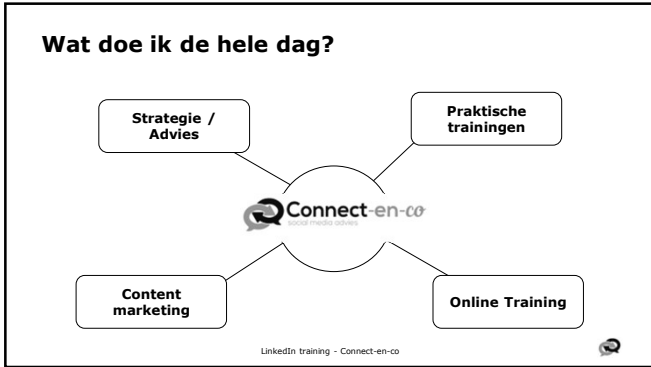 Wat doe ik de hele dag?
Strategie /
Advies
Praktische
trainingen
Connect-en-co
social media advies
Content
marketing
Online Training
LinkedIn training - Connect-en-co